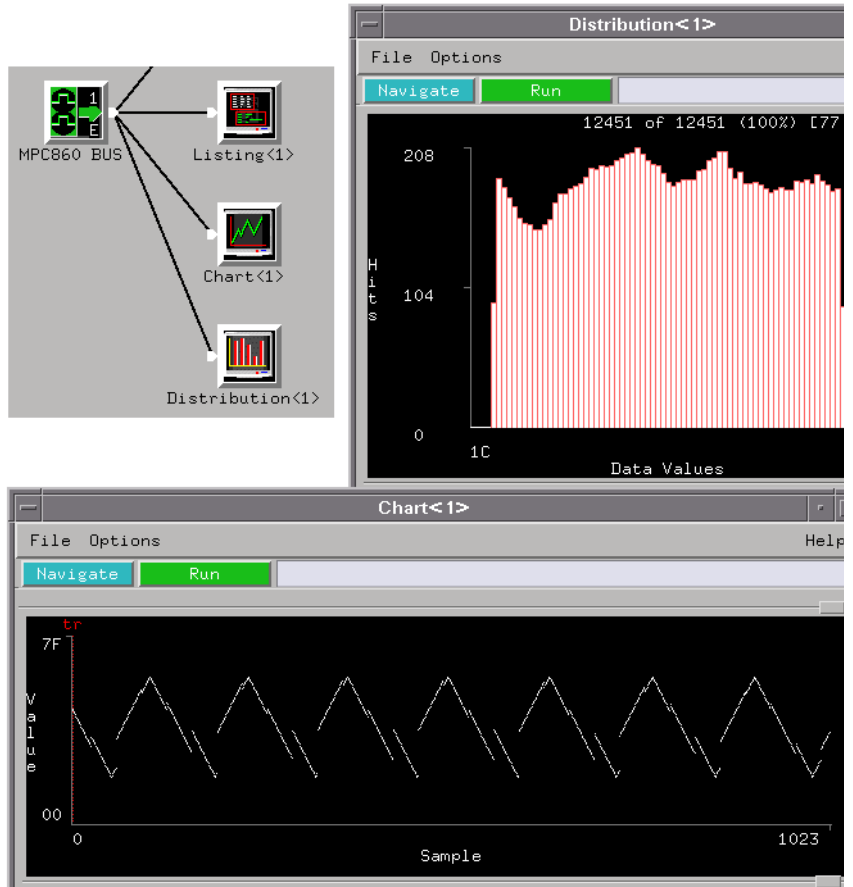 1
E
MPC860 BUS
Listing<1>
Chart<1>
Distribution<1>
Distribution<1>
File Options
Navigate Run
12451 of 12451 (100%) [77
208
Hits
104
0
1C
Data Values
Chart<1>
File Options Help
Navigate Run
tr
7F
Value
00
0 1023
Sample